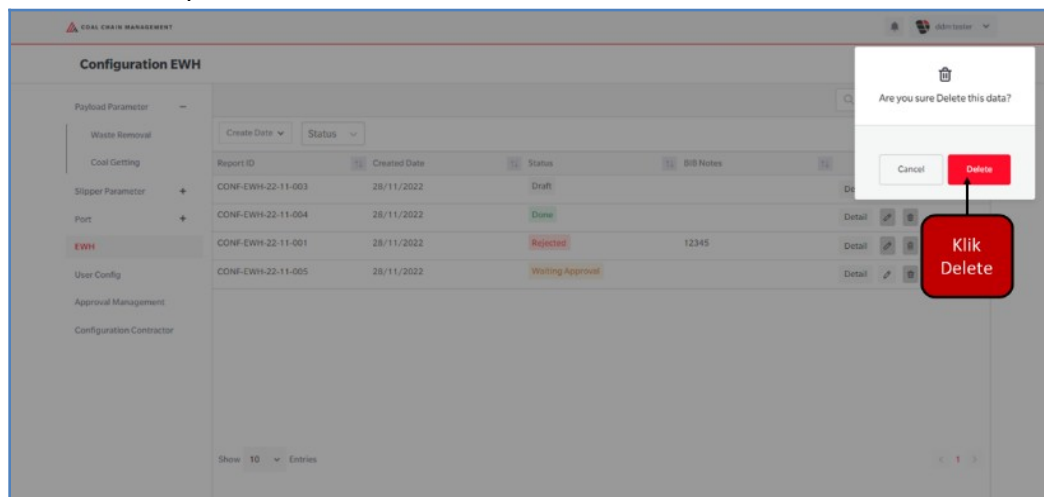 COAL CHAIN MANAGEMENT
ddm tester
Configuration EWH
Are you sure Delete this data?
Cancel
Delete
Klik
Delete
Payload Parameter −
Waste Removal
Coal Getting
Slipper Parameter +
Port +
EWH
User Config
Approval Management
Configuration Contractor
Create Date
Status
Report ID Created Date Status BIB Notes
CONF-EWH-22-11-003 28/11/2022 Draft
CONF-EWH-22-11-004 28/11/2022 Done Detail
CONF-EWH-22-11-001 28/11/2022 Rejected 12345 Detail
CONF-EWH-22-11-005 28/11/2022 Waiting Approval Detail
Show 10 Entries
< 1 >